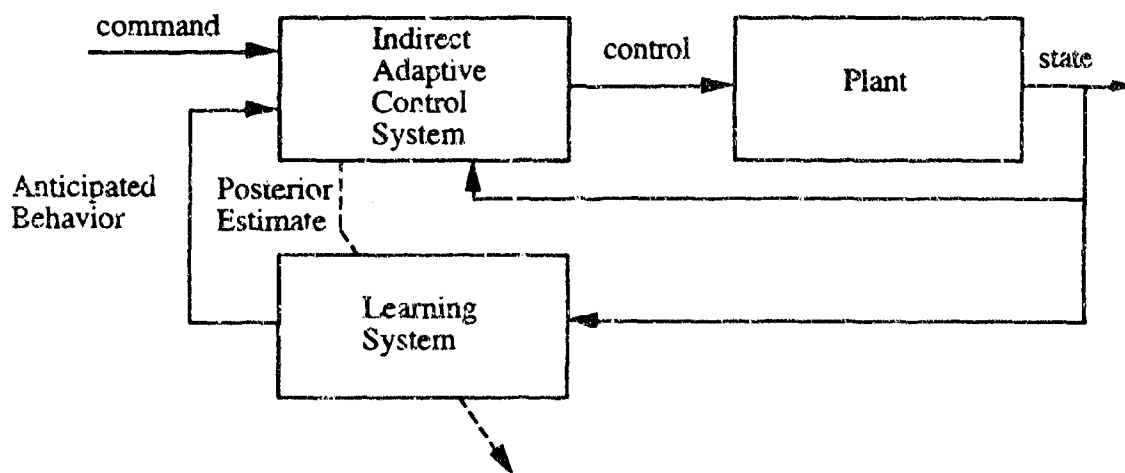 command
Indirect
Adaptive
Control
System
control
Plant
state
Anticipated
Behavior
Posterior
Estimate
Learning
System